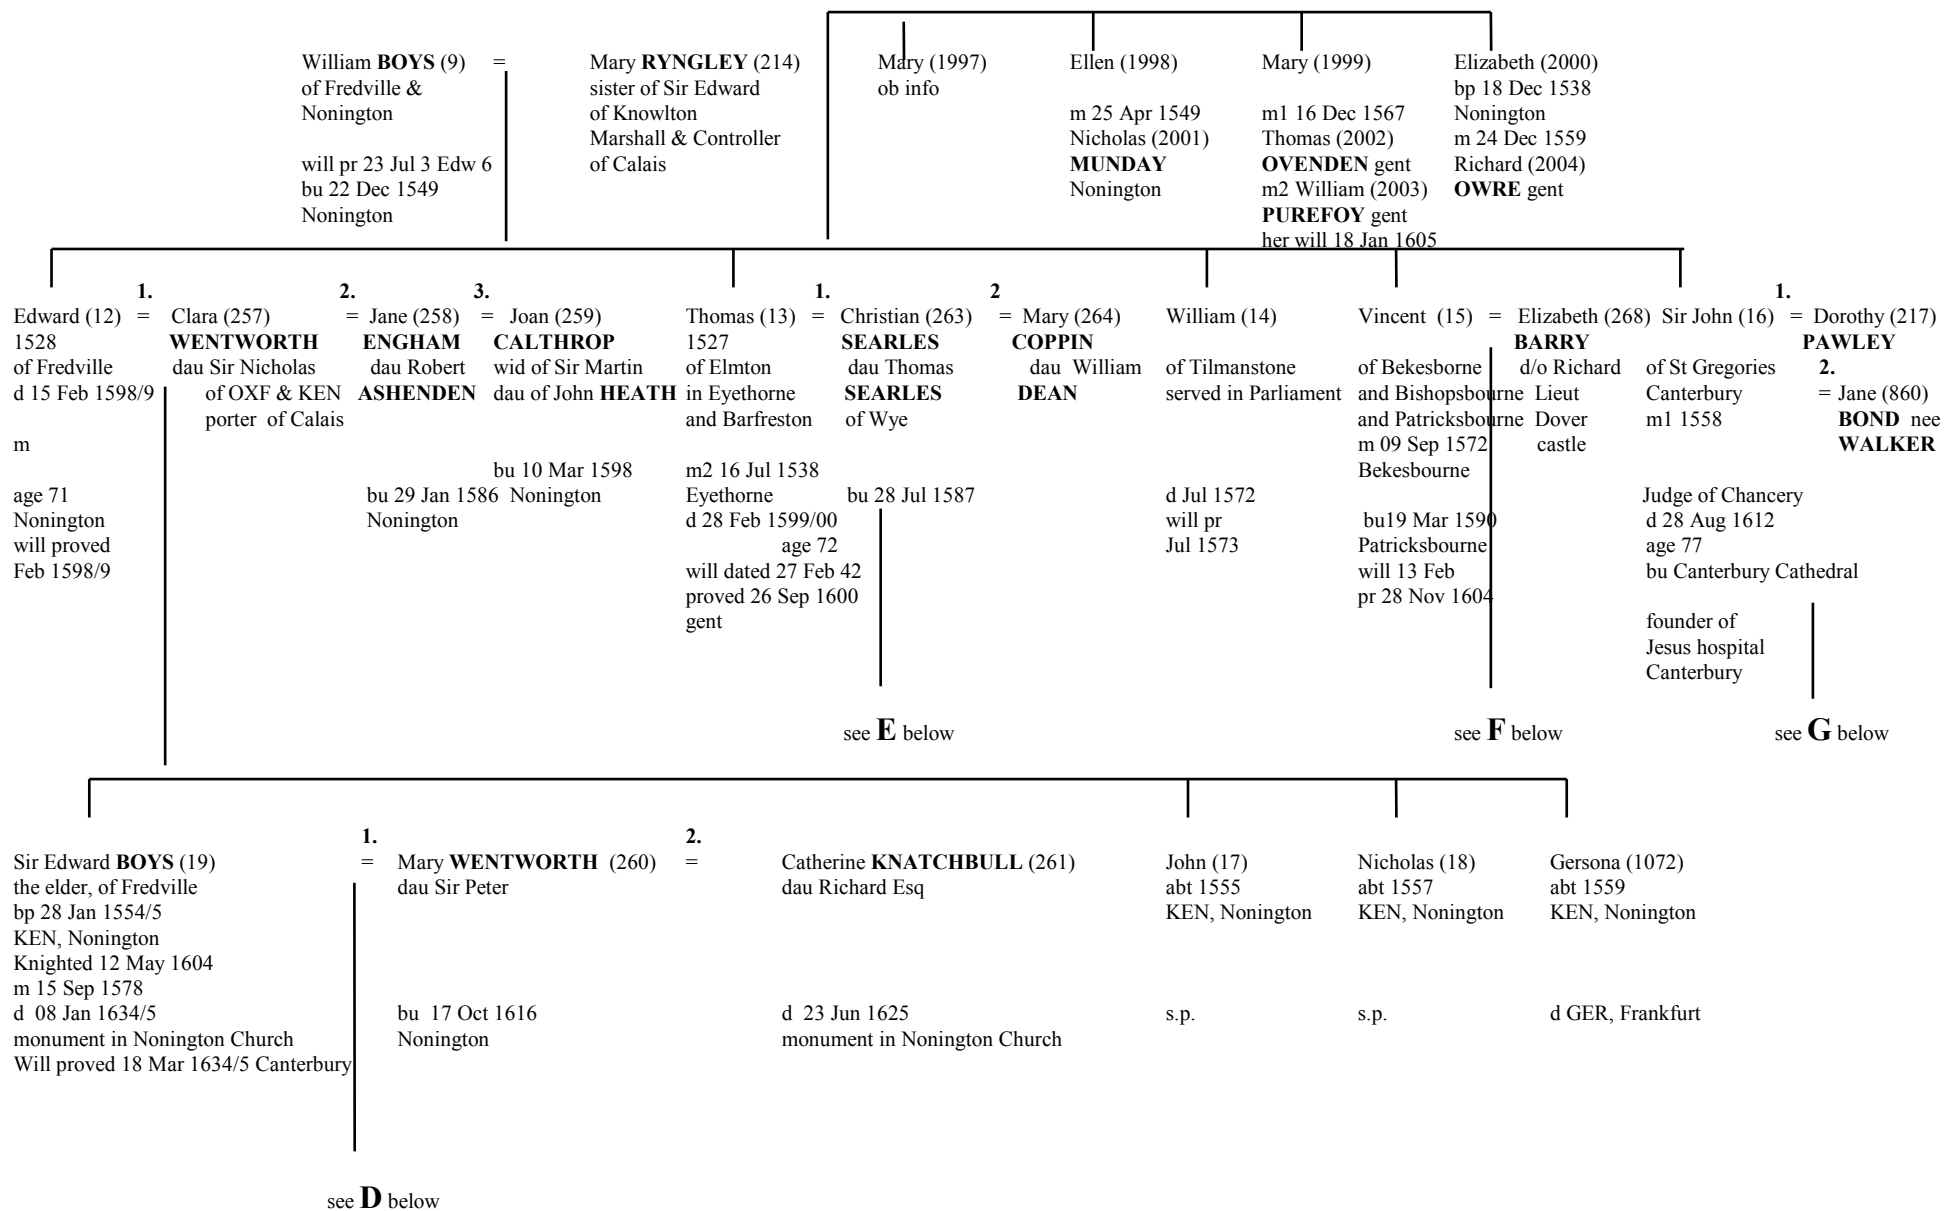 William BOYS (9) =
of Fredville &
Nonington
will pr 23 Jul 3 Edw 6
bu 22 Dec 1549
Nonington
Mary RYNGLEY (214)
sister of Sir Edward
of Knowlton
Marshall & Controller
of Calais
Mary (1997)
ob info
Ellen (1998)
m 25 Apr 1549
Nicholas (2001)
MUNDAY
Nonington
Mary (1999)
m1 16 Dec 1567
Thomas (2002)
OVENDEN gent
m2 William (2003)
PUREFOY gent
her will 18 Jan 1605
Elizabeth (2000)
bp 18 Dec 1538
Nonington
m 24 Dec 1559
Richard (2004)
OWRE gent
Edward (12) =
1528
of Fredville
d 15 Feb 1598/9
m
age 71
Nonington
will proved
Feb 1598/9
1.
Clara (257)
WENTWORTH
dau Sir Nicholas
of OXF & KEN
porter of Calais
2.
= Jane (258)
ENGHAM
dau Robert
ASHENDEN
bu 29 Jan 1586
Nonington
3.
= Joan (259)
CALTHROP
wid of Sir Martin
dau of John HEATH
bu 10 Mar 1598
Nonington
Thomas (13) =
1527
of Elmton
in Eyethorne
and Barfreston
m2 16 Jul 1538
Eyethorne
d 28 Feb 1599/00
age 72
will dated 27 Feb 42
proved 26 Sep 1600
gent
1.
Christian (263)
SEARLES
dau Thomas
SEARLES
of Wye
bu 28 Jul 1587
see E below
2
= Mary (264)
COPPIN
dau William
DEAN
William (14)
of Tilmanstone
served in Parliament
d Jul 1572
will pr
Jul 1573
Vincent (15) =
of Bekesborne
and Bishopsbourne
and Patricksbourne
m 09 Sep 1572
Bekesbourne
bu19 Mar 1590
Patricksbourne
will 13 Feb
pr 28 Nov 1604
Elizabeth (268)
BARRY
d/o Richard
Lieut
Dover
castle
see F below
Sir John (16)
of St Gregories
Canterbury
m1 1558
Judge of Chancery
d 28 Aug 1612
age 77
bu Canterbury Cathedral
founder of
Jesus hospital
Canterbury
1.
= Dorothy (217)
PAWLEY
2.
= Jane (860)
BOND nee
WALKER
see G below
Sir Edward BOYS (19)
the elder, of Fredville
bp 28 Jan 1554/5
KEN, Nonington
Knighted 12 May 1604
m 15 Sep 1578
d 08 Jan 1634/5
monument in Nonington Church
Will proved 18 Mar 1634/5 Canterbury
1.
= Mary WENTWORTH (260)
dau Sir Peter
bu 17 Oct 1616
Nonington
2.
= Catherine KNATCHBULL (261)
dau Richard Esq
d 23 Jun 1625
monument in Nonington Church
John (17)
abt 1555
KEN, Nonington
s.p.
Nicholas (18)
abt 1557
KEN, Nonington
s.p.
Gersona (1072)
abt 1559
KEN, Nonington
d GER, Frankfurt
see D below